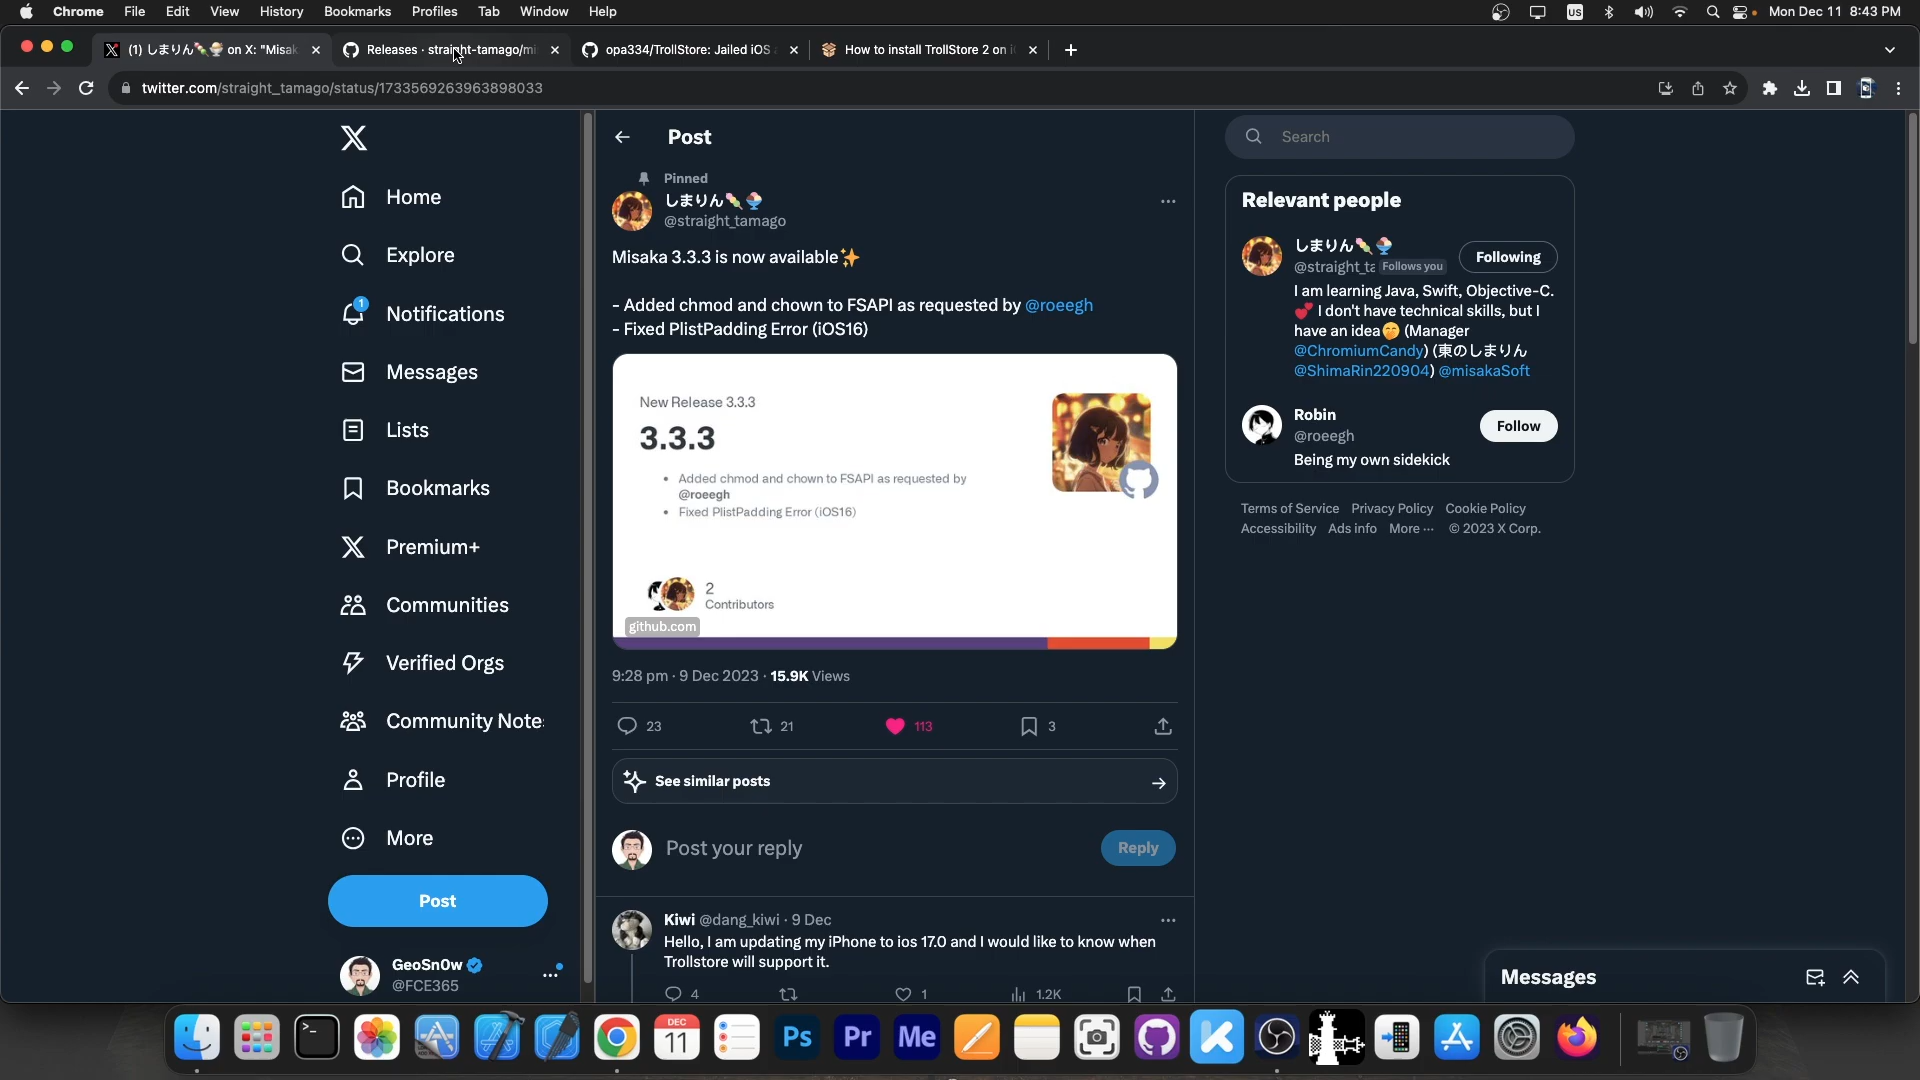 Chrome File Edit View History Bookmarks Profiles Tab Window Help
US
Mon Dec 11 8:43 PM
(1) しまりん🍡🍧 on X: "Misak
Releases · straight-tamago/mi
opa334/TrollStore: Jailed iOS
How to install TrollStore 2 on i
twitter.com/straight_tamago/status/1733569263963898033
Home
Explore
1
Notifications
Messages
Lists
Bookmarks
Premium+
Communities
Verified Orgs
Community Note
Profile
More
Post
GeoSn0w
@FCE365
Post
Pinned
しまりん🍡🍧
@straight_tamago
Misaka 3.3.3 is now available✨
- Added chmod and chown to FSAPI as requested by @roeegh
- Fixed PlistPadding Error (iOS16)
New Release 3.3.3
3.3.3
• Added chmod and chown to FSAPI as requested by
@roeegh
• Fixed PlistPadding Error (iOS16)
2
Contributors
github.com
9:28 pm · 9 Dec 2023 · 15.9K Views
23 21 113 3
See similar posts
Post your reply
Reply
Kiwi @dang_kiwi · 9 Dec
Hello, I am updating my iPhone to ios 17.0 and I would like to know when
Trollstore will support it.
4 1 1.2K
Search
Relevant people
しまりん🍡🍧
@straight_ta Follows you
Following
I am learning Java, Swift, Objective-C.
💕 I don't have technical skills, but I
have an idea🤭 (Manager
@ChromiumCandy) (東のしまりん
@ShimaRin220904) @misakaSoft
Robin
@roeegh
Follow
Being my own sidekick
Terms of Service Privacy Policy Cookie Policy
Accessibility Ads info More ··· © 2023 X Corp.
Messages
DEC
11
Ps
Pr
Me